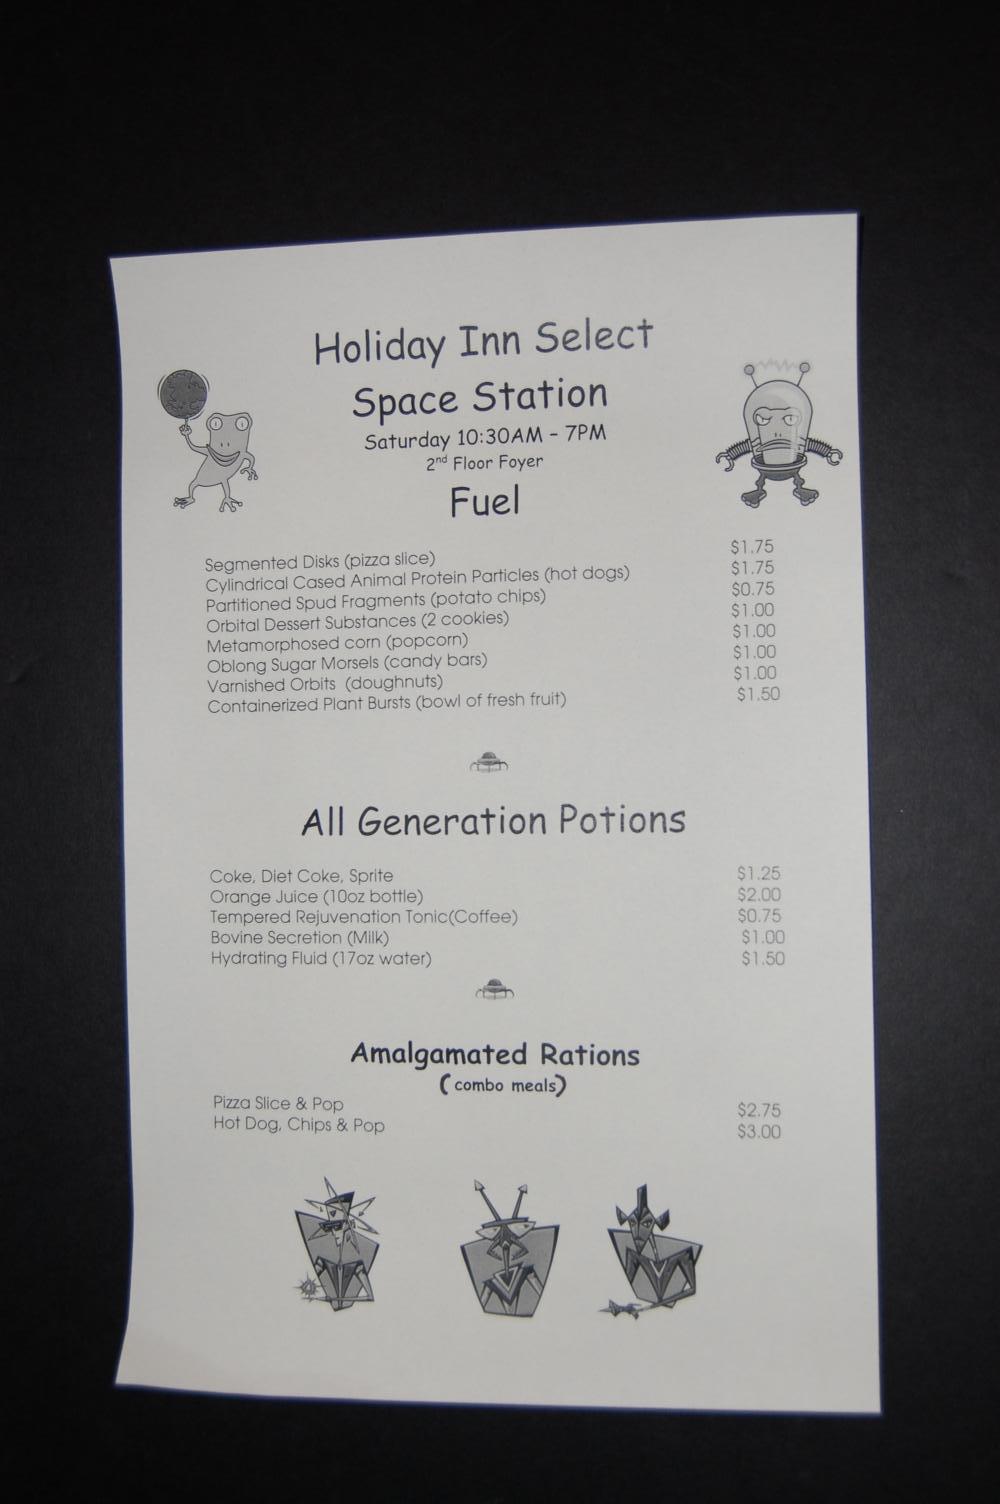 Holiday Inn Select
Space Station
Saturday 10:30AM – 7PM
2nd Floor Foyer
Fuel
Segmented Disks (pizza slice) $1.75
Cylindrical Cased Animal Protein Particles (hot dogs) $1.75
Partitioned Spud Fragments (potato chips) $0.75
Orbital Dessert Substances (2 cookies) $1.00
Metamorphosed corn (popcorn) $1.00
Oblong Sugar Morsels (candy bars) $1.00
Varnished Orbits (doughnuts) $1.00
Containerized Plant Bursts (bowl of fresh fruit) $1.50
All Generation Potions
Coke, Diet Coke, Sprite $1.25
Orange Juice (10oz bottle) $2.00
Tempered Rejuvenation Tonic(Coffee) $0.75
Bovine Secretion (Milk) $1.00
Hydrating Fluid (17oz water) $1.50
Amalgamated Rations
(combo meals)
Pizza Slice & Pop $2.75
Hot Dog, Chips & Pop $3.00